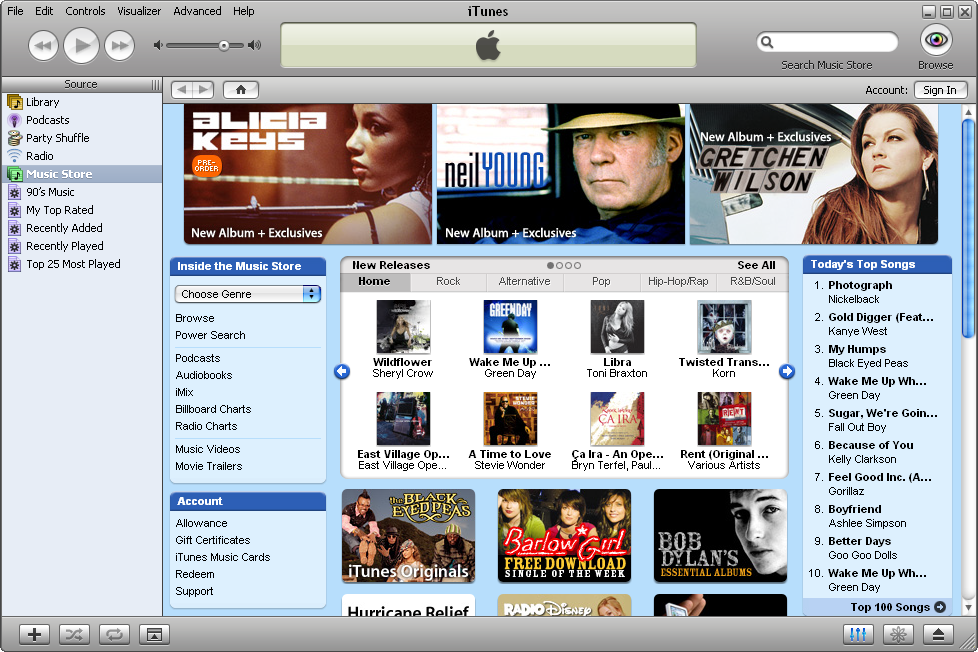 iTunes
File Edit Controls Visualizer Advanced Help
Search Music Store
Browse
Source
Library
Podcasts
Party Shuffle
Radio
Music Store
90's Music
My Top Rated
Recently Added
Recently Played
Top 25 Most Played
Account: Sign In
alicia
keys
PRE-
ORDER
New Album + Exclusives
neil YOUNG
New Album + Exclusives
New Album + Exclusives
GRETCHEN
WILSON
Inside the Music Store
Choose Genre
Browse
Power Search
Podcasts
Audiobooks
iMix
Billboard Charts
Radio Charts
Music Videos
Movie Trailers
Account
Allowance
Gift Certificates
iTunes Music Cards
Redeem
Support
New Releases See All
Home Rock Alternative Pop Hip-Hop/Rap R&B/Soul
GREEN DAY
Wildflower
Sheryl Crow
Wake Me Up ...
Green Day
Libra
Toni Braxton
Twisted Trans...
Korn
STEVIE
WONDER
ÇA IRA
RENT
East Village Op...
East Village Ope...
A Time to Love
Stevie Wonder
Ça Ira - An Ope...
Bryn Terfel, Paul...
Rent (Original ...
Various Artists
the BLACK
EYED PEAS
iTunes Originals
BarlowGirl
FREE DOWNLOAD
SINGLE OF THE WEEK
BOB
DYLAN'S
ESSENTIAL ALBUMS
Hurricane Relief
RADIO Disney
Today's Top Songs
1. Photograph
Nickelback
2. Gold Digger (Feat...
Kanye West
3. My Humps
Black Eyed Peas
4. Wake Me Up Wh...
Green Day
5. Sugar, We're Goin...
Fall Out Boy
6. Because of You
Kelly Clarkson
7. Feel Good Inc. (A...
Gorillaz
8. Boyfriend
Ashlee Simpson
9. Better Days
Goo Goo Dolls
10. Wake Me Up Wh...
Green Day
Top 100 Songs